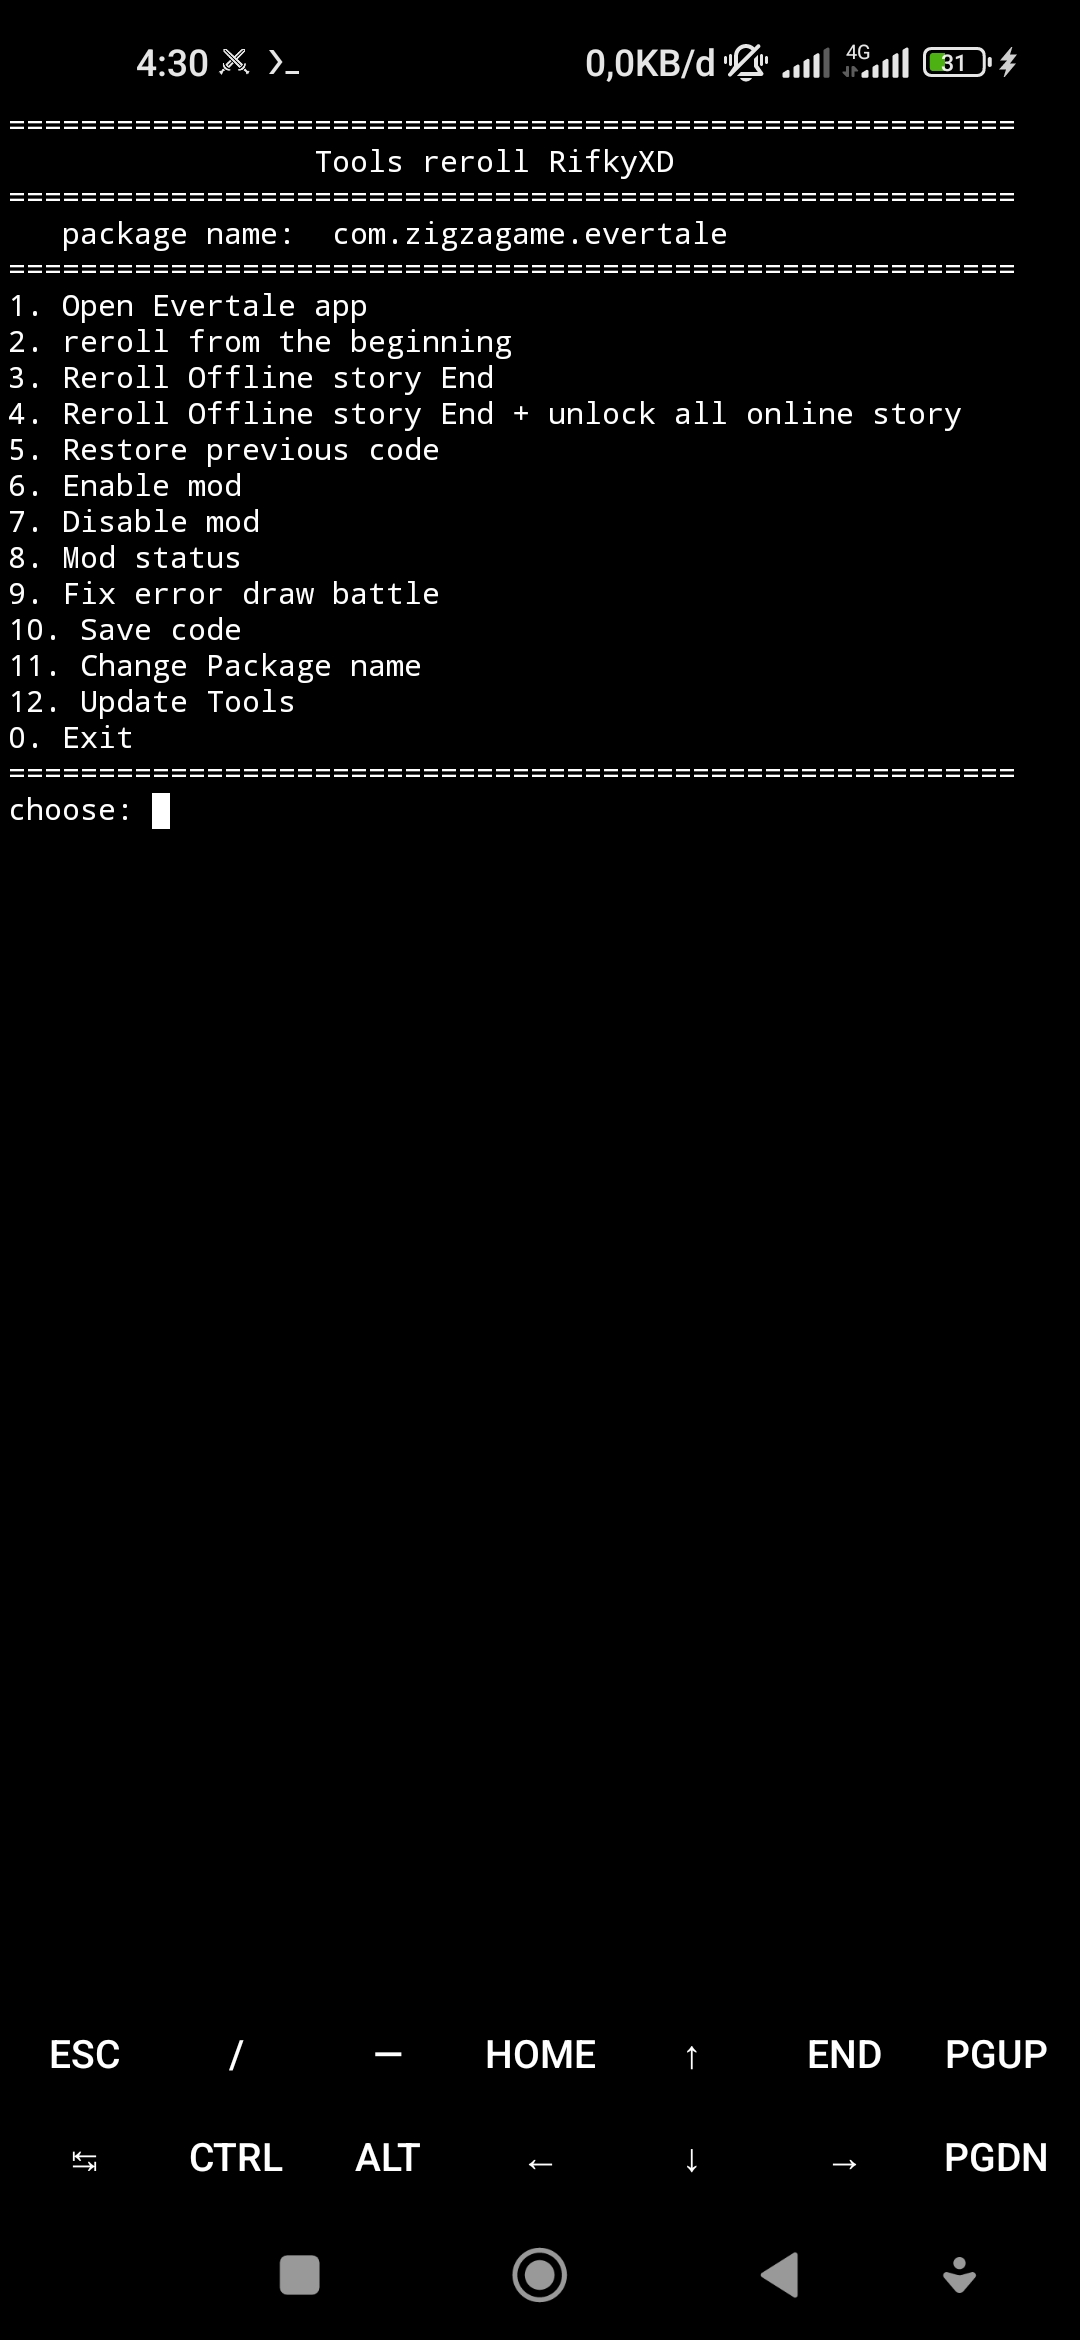 4:30 0,0KB/d 4G 31
========================================================
Tools reroll RifkyXD
========================================================
package name: com.zigzagame.evertale
========================================================
1. Open Evertale app
2. reroll from the beginning
3. Reroll Offline story End
4. Reroll Offline story End + unlock all online story
5. Restore previous code
6. Enable mod
7. Disable mod
8. Mod status
9. Fix error draw battle
10. Save code
11. Change Package name
12. Update Tools
0. Exit
========================================================
choose:
ESC / — HOME ↑ END PGUP
↹ CTRL ALT ← ↓ → PGDN